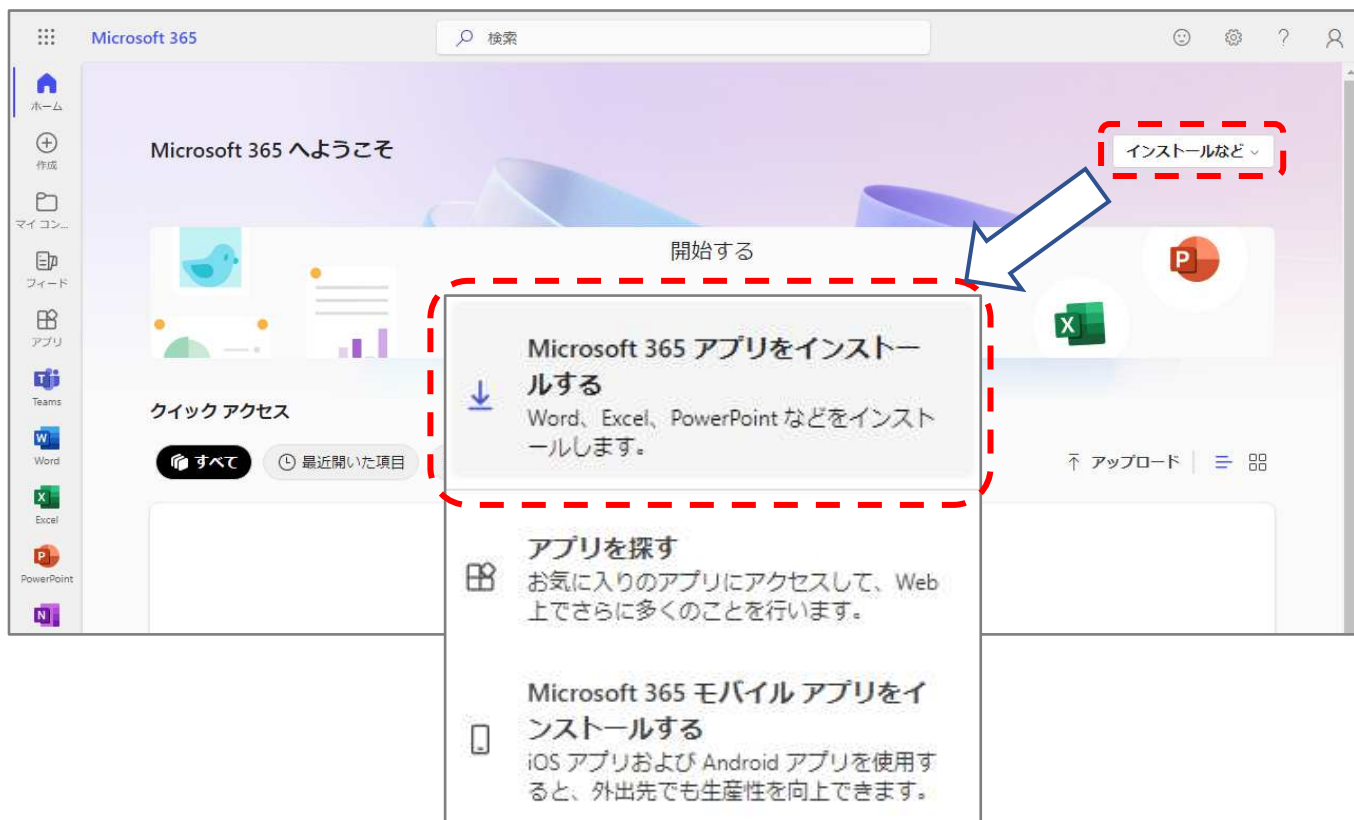 Microsoft 365
検索
ホーム
作成
マイ コン...
フィード
アプリ
Teams
Word
Excel
PowerPoint
Microsoft 365 へようこそ
インストールなど
開始する
クイック アクセス
すべて
最近開いた項目
アップロード
Microsoft 365 アプリをインストー
ルする
Word、Excel、PowerPoint などをインスト
ールします。
アプリを探す
お気に入りのアプリにアクセスして、Web
上でさらに多くのことを行います。
Microsoft 365 モバイル アプリをイ
ンストールする
iOS アプリおよび Android アプリを使用す
ると、外出先でも生産性を向上できます。